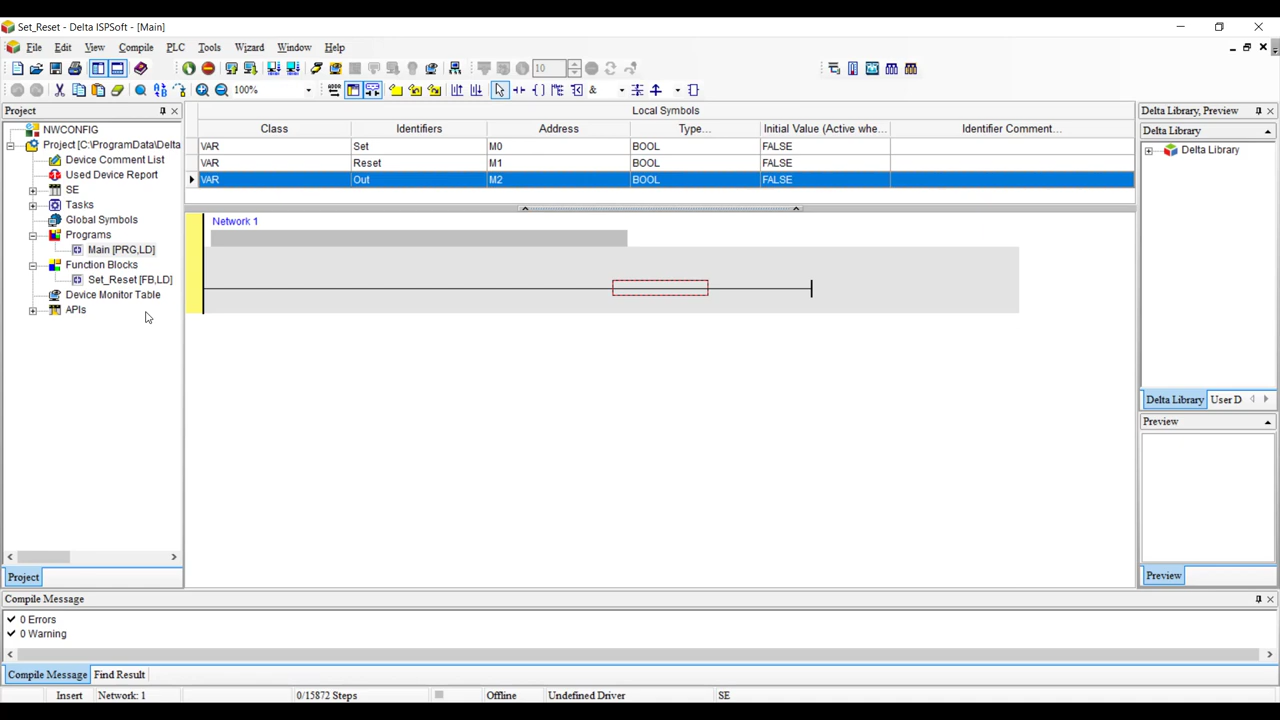 Set_Reset - Delta ISPSoft - [Main]
File Edit View Compile PLC Tools Wizard Window Help
10
100%
&
Project
NWCONFIG
Project [C:\ProgramData\Delta
Device Comment List
Used Device Report
SE
Tasks
Global Symbols
Programs
Main [PRG,LD]
Function Blocks
Set_Reset [FB,LD]
Device Monitor Table
APIs
Project
Local Symbols
Class Identifiers Address Type... Initial Value (Active whe... Identifier Comment...
VAR Set M0 BOOL FALSE
VAR Reset M1 BOOL FALSE
VAR Out M2 BOOL FALSE
Network 1
Delta Library, Preview
Delta Library
Delta Library
Delta Library User D
Preview
Preview
Compile Message
0 Errors
0 Warning
Compile Message Find Result
Insert Network: 1 0/15872 Steps Offline Undefined Driver SE